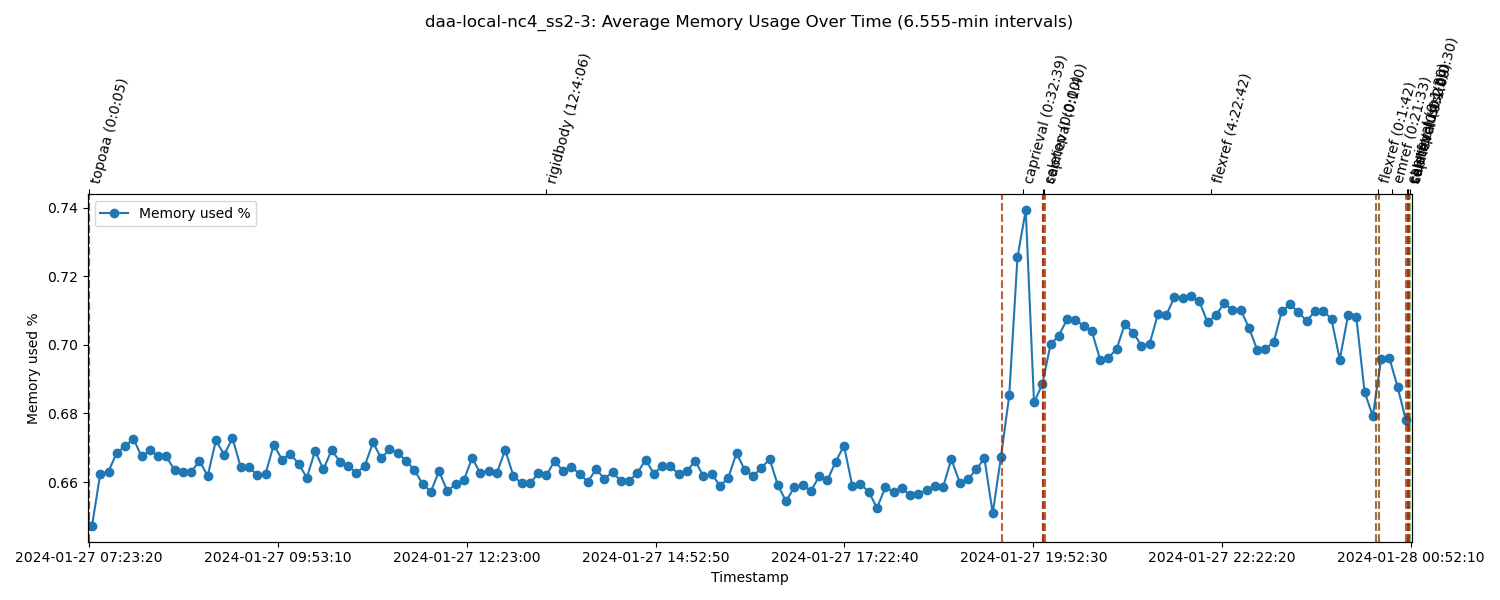 daa-local-nc4_ss2-3: Average Memory Usage Over Time (6.555-min intervals)
topoaa (0:0:05)
rigidbody (12:4:06)
caprieval (0:32:39)
flexref (4:22:42)
flexref (0:1:42)
emref (0:21:33)
Memory used %
0.74
0.72
0.70
0.68
0.66
Memory used %
2024-01-27 07:23:20
2024-01-27 09:53:10
2024-01-27 12:23:00
2024-01-27 14:52:50
2024-01-27 17:22:40
2024-01-27 19:52:30
2024-01-27 22:22:20
2024-01-28 00:52:10
Timestamp